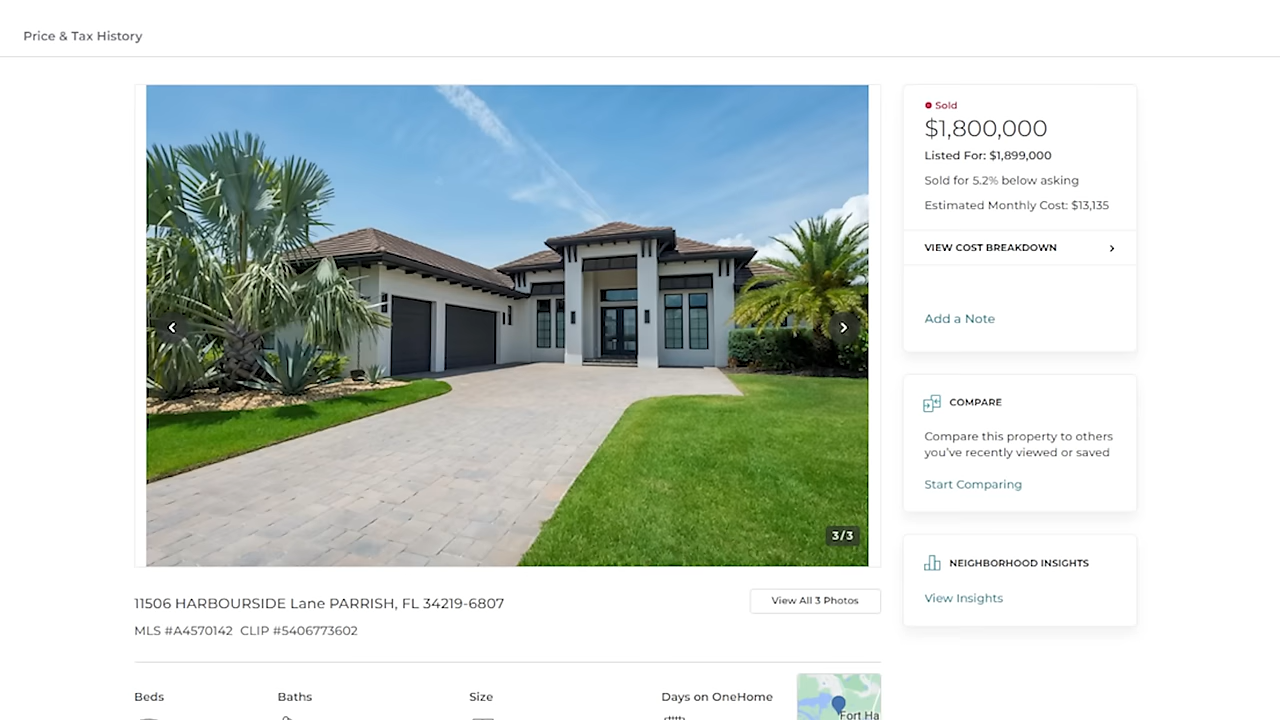 Price & Tax History
Sold
$1,800,000
Listed For: $1,899,000
Sold for 5.2% below asking
Estimated Monthly Cost: $13,135
VIEW COST BREAKDOWN
Add a Note
3/3
COMPARE
Compare this property to others
you've recently viewed or saved
Start Comparing
NEIGHBORHOOD INSIGHTS
View Insights
11506 HARBOURSIDE Lane PARRISH, FL 34219-6807
View All 3 Photos
MLS #A4570142 CLIP #5406773602
Beds
Baths
Size
Days on OneHome
Fort Ha